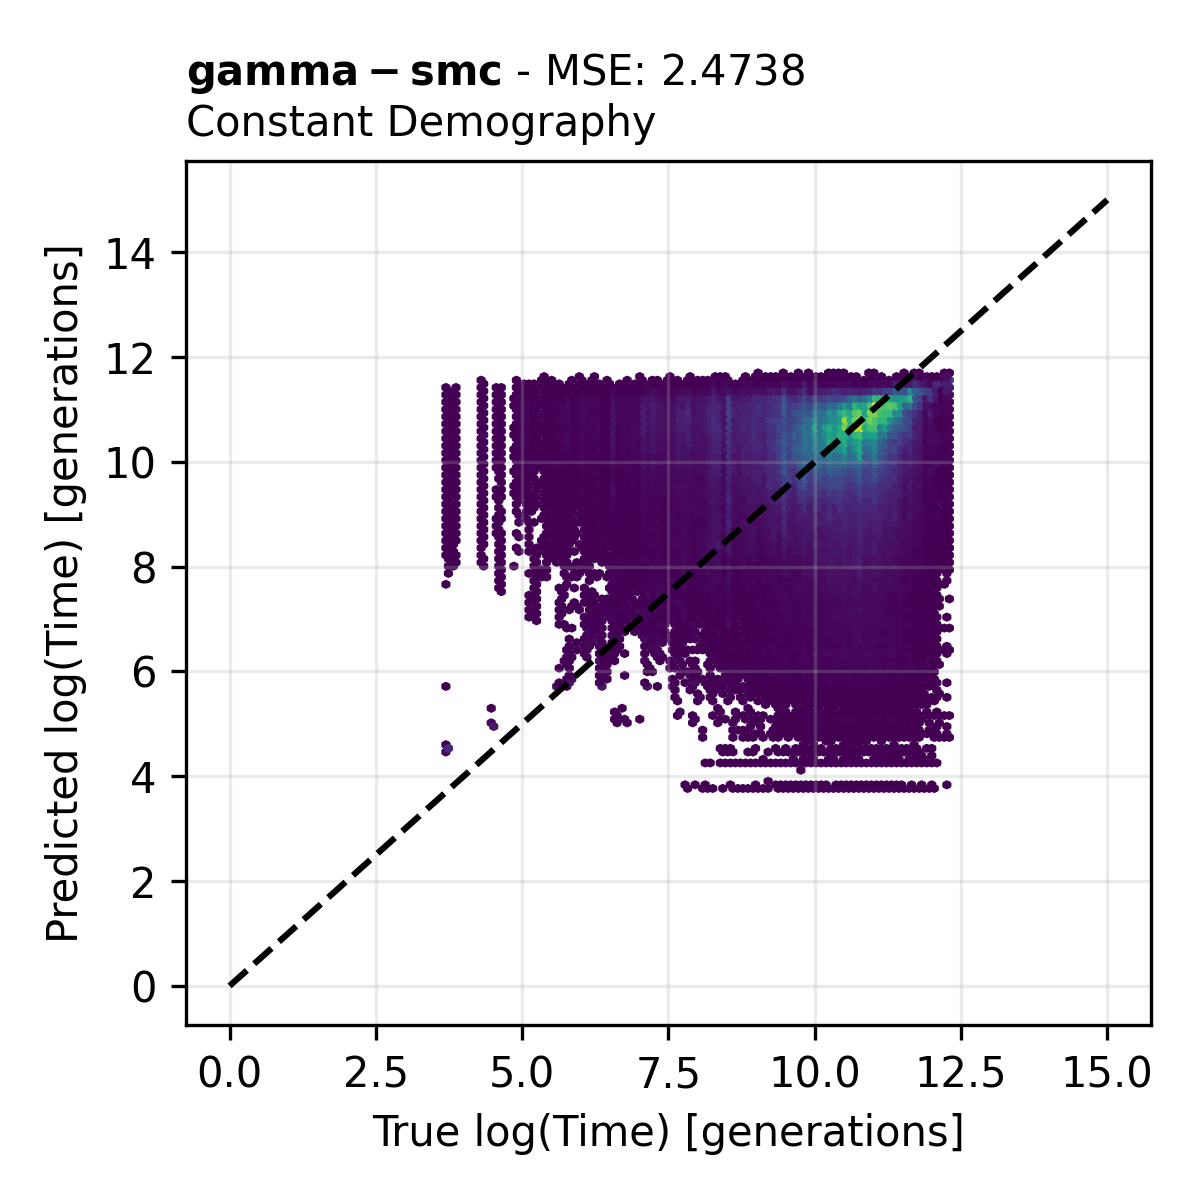 gamma − smc - MSE: 2.4738
Constant Demography
Predicted log(Time) [generations]
14
12
10
8
6
4
2
0
0.0 2.5 5.0 7.5 10.0 12.5 15.0
True log(Time) [generations]